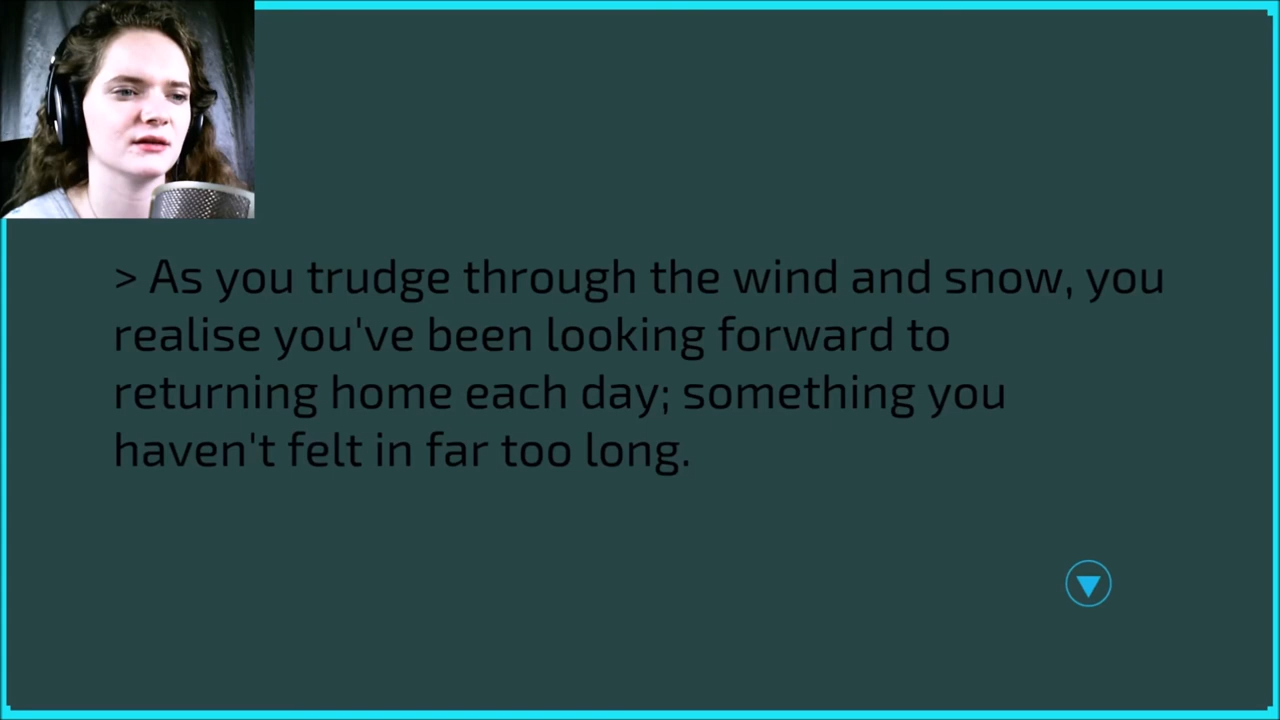 > As you trudge through the wind and snow, you
realise you've been looking forward to
returning home each day; something you
haven't felt in far too long.